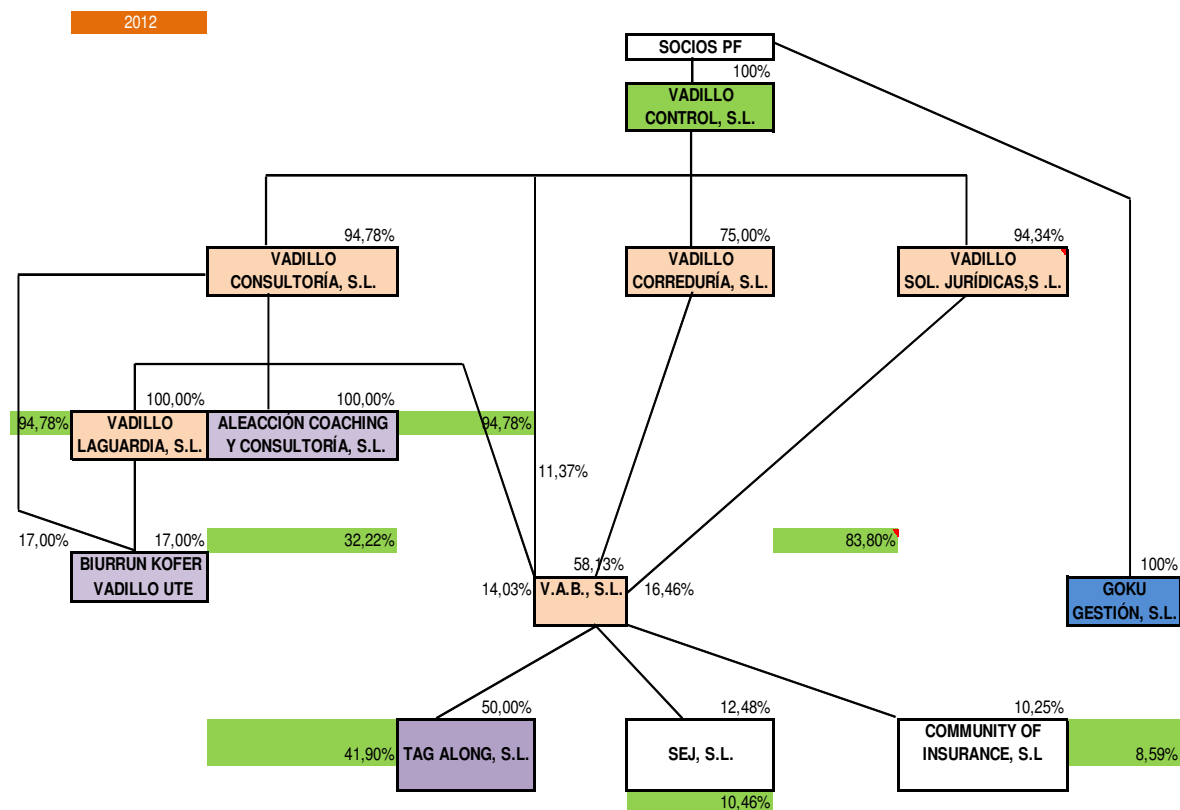 2012
SOCIOS PF
100%
VADILLO
CONTROL, S.L.
94,78%
75,00%
94,34%
VADILLO
CONSULTORÍA, S.L.
VADILLO
CORREDURÍA, S.L.
VADILLO
SOL. JURÍDICAS,S .L.
100,00%
100,00%
94,78%
VADILLO
LAGUARDIA, S.L.
ALEACCIÓN COACHING
Y CONSULTORÍA, S.L.
94,78%
11,37%
17,00%
17,00%
32,22%
83,80%
BIURRUN KOFER
VADILLO UTE
58,13%
100%
14,03%
V.A.B., S.L.
16,46%
GOKU
GESTIÓN, S.L.
50,00%
12,48%
10,25%
41,90%
TAG ALONG, S.L.
SEJ, S.L.
COMMUNITY OF
INSURANCE, S.L
8,59%
10,46%